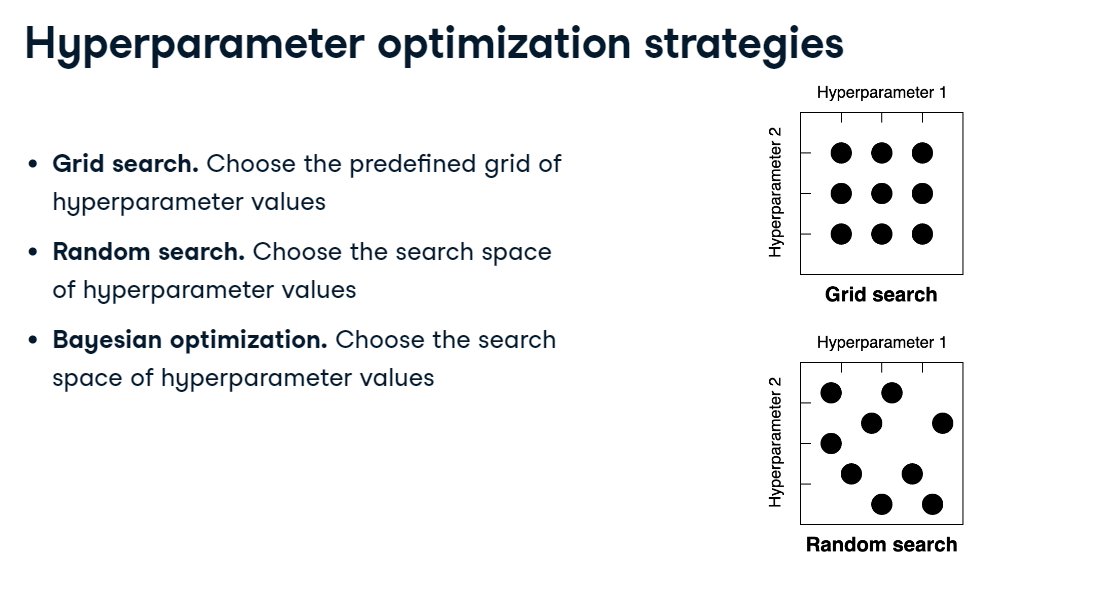 Hyperparameter optimization strategies
• Grid search. Choose the predefined grid of
hyperparameter values
• Random search. Choose the search space
of hyperparameter values
• Bayesian optimization. Choose the search
space of hyperparameter values
Hyperparameter 1
Hyperparameter 2
Grid search
Hyperparameter 1
Hyperparameter 2
Random search